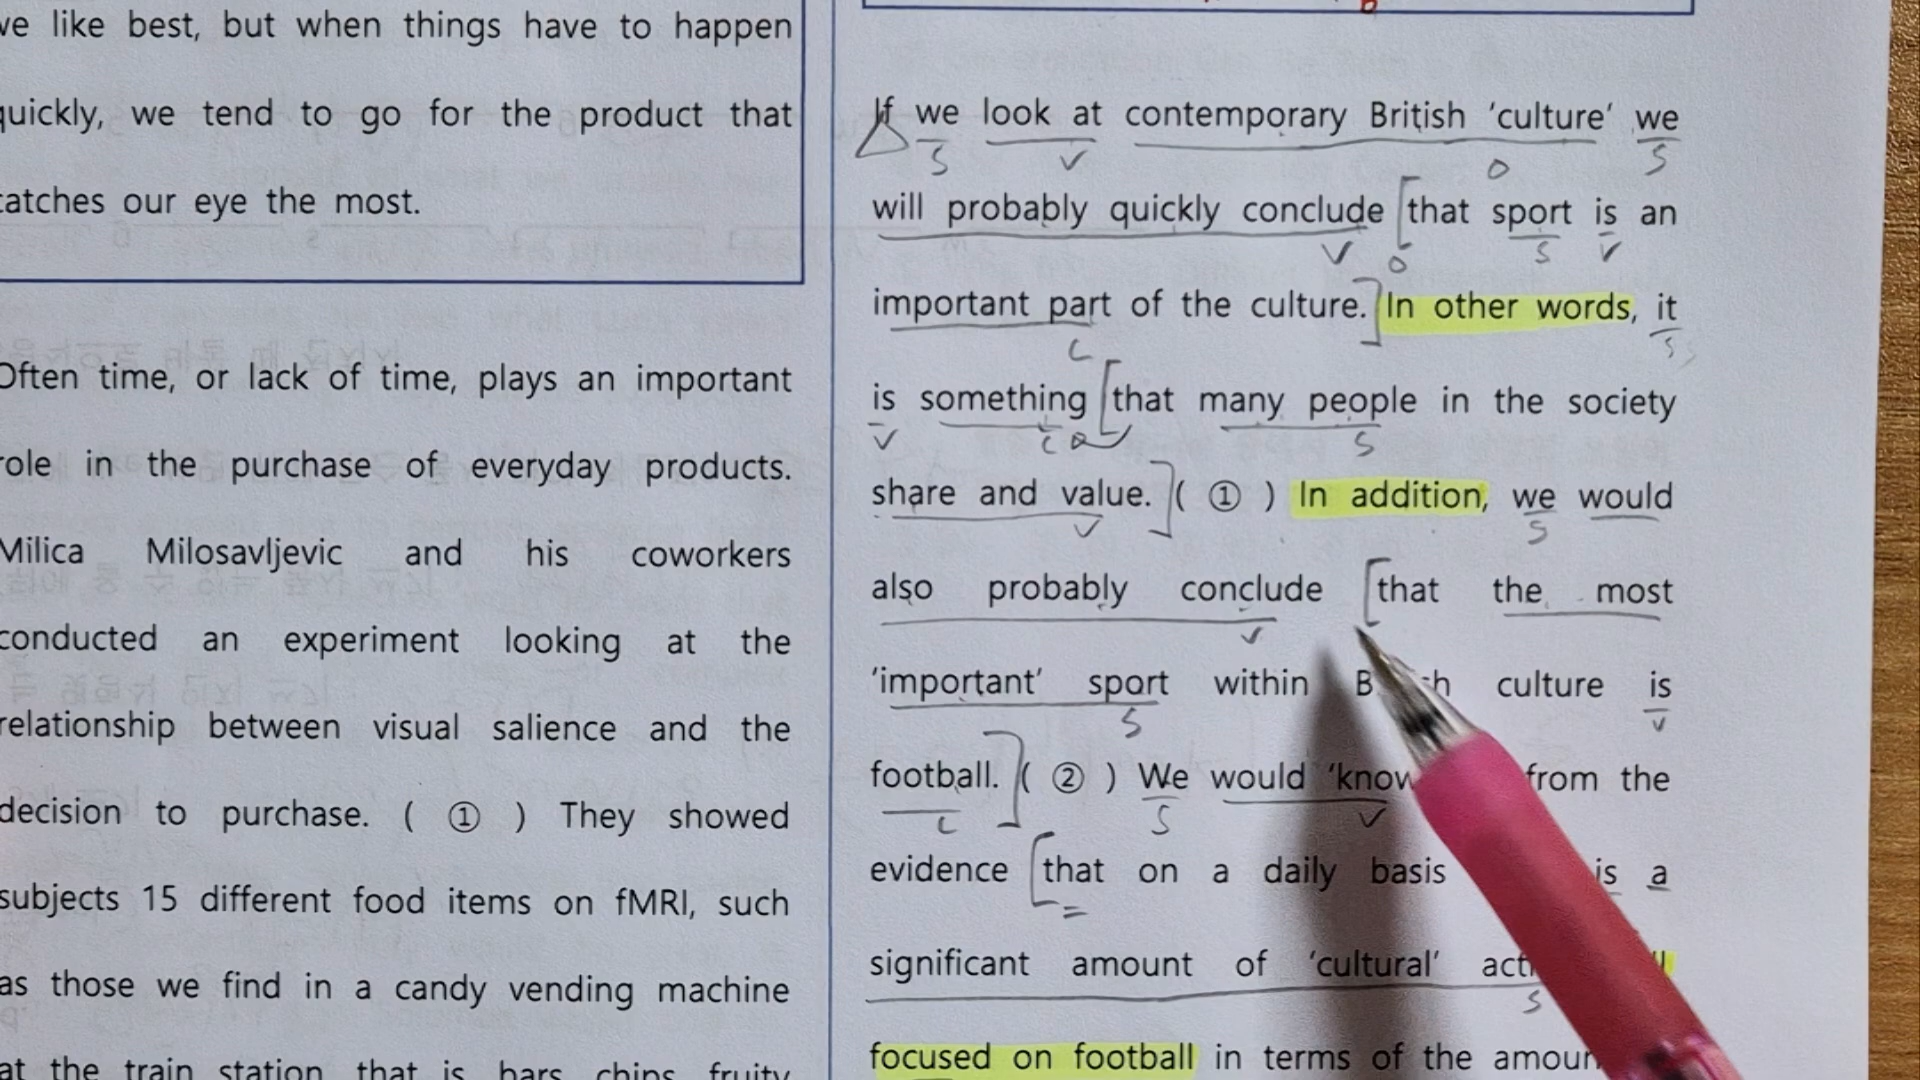 we like best, but when things have to happen
quickly, we tend to go for the product that
catches our eye the most.
Often time, or lack of time, plays an important
role in the purchase of everyday products.
Milica Milosavljevic and his coworkers
conducted an experiment looking at the
relationship between visual salience and the
decision to purchase. ( ① ) They showed
subjects 15 different food items on fMRI, such
as those we find in a candy vending machine
at the train station that is bars chips fruity
If we look at contemporary British ‘culture’ we
S V O S
will probably quickly conclude [that sport is an
V O S V
important part of the culture.] In other words, it
C S
is something [that many people in the society
V C S
share and value.] ( ① ) In addition, we would
V S
also probably conclude [that the most
V
‘important’ sport within culture is
S V
football.] ( ② ) We would ‘know from the
C S V
evidence [that on a daily basis is a
significant amount of ‘cultural’
S
focused on football in terms of the